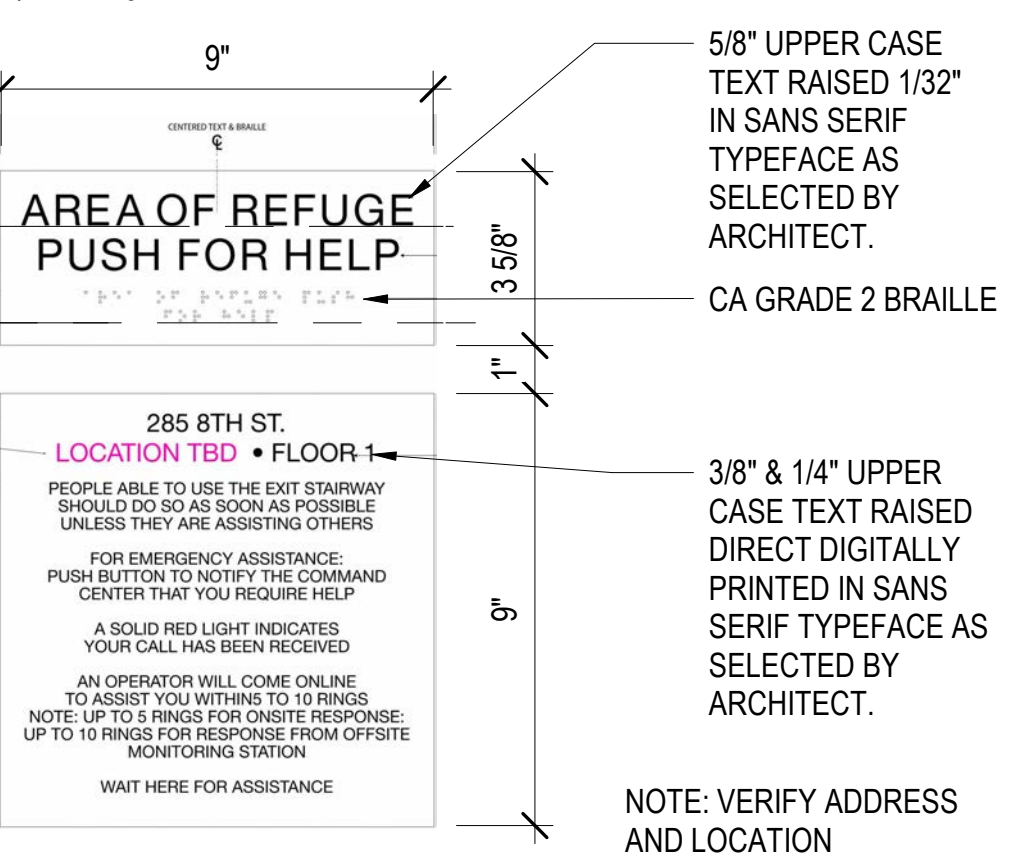 9"
CENTERED TEXT & BRAILLE
℄
AREA OF REFUGE
PUSH FOR HELP
3 5/8"
1"
285 8TH ST.
LOCATION TBD • FLOOR 1
PEOPLE ABLE TO USE THE EXIT STAIRWAY
SHOULD DO SO AS SOON AS POSSIBLE
UNLESS THEY ARE ASSISTING OTHERS
FOR EMERGENCY ASSISTANCE:
PUSH BUTTON TO NOTIFY THE COMMAND
CENTER THAT YOU REQUIRE HELP
A SOLID RED LIGHT INDICATES
YOUR CALL HAS BEEN RECEIVED
AN OPERATOR WILL COME ONLINE
TO ASSIST YOU WITHIN5 TO 10 RINGS
NOTE: UP TO 5 RINGS FOR ONSITE RESPONSE:
UP TO 10 RINGS FOR RESPONSE FROM OFFSITE
MONITORING STATION
WAIT HERE FOR ASSISTANCE
9"
5/8" UPPER CASE
TEXT RAISED 1/32"
IN SANS SERIF
TYPEFACE AS
SELECTED BY
ARCHITECT.
CA GRADE 2 BRAILLE
3/8" & 1/4" UPPER
CASE TEXT RAISED
DIRECT DIGITALLY
PRINTED IN SANS
SERIF TYPEFACE AS
SELECTED BY
ARCHITECT.
NOTE: VERIFY ADDRESS
AND LOCATION